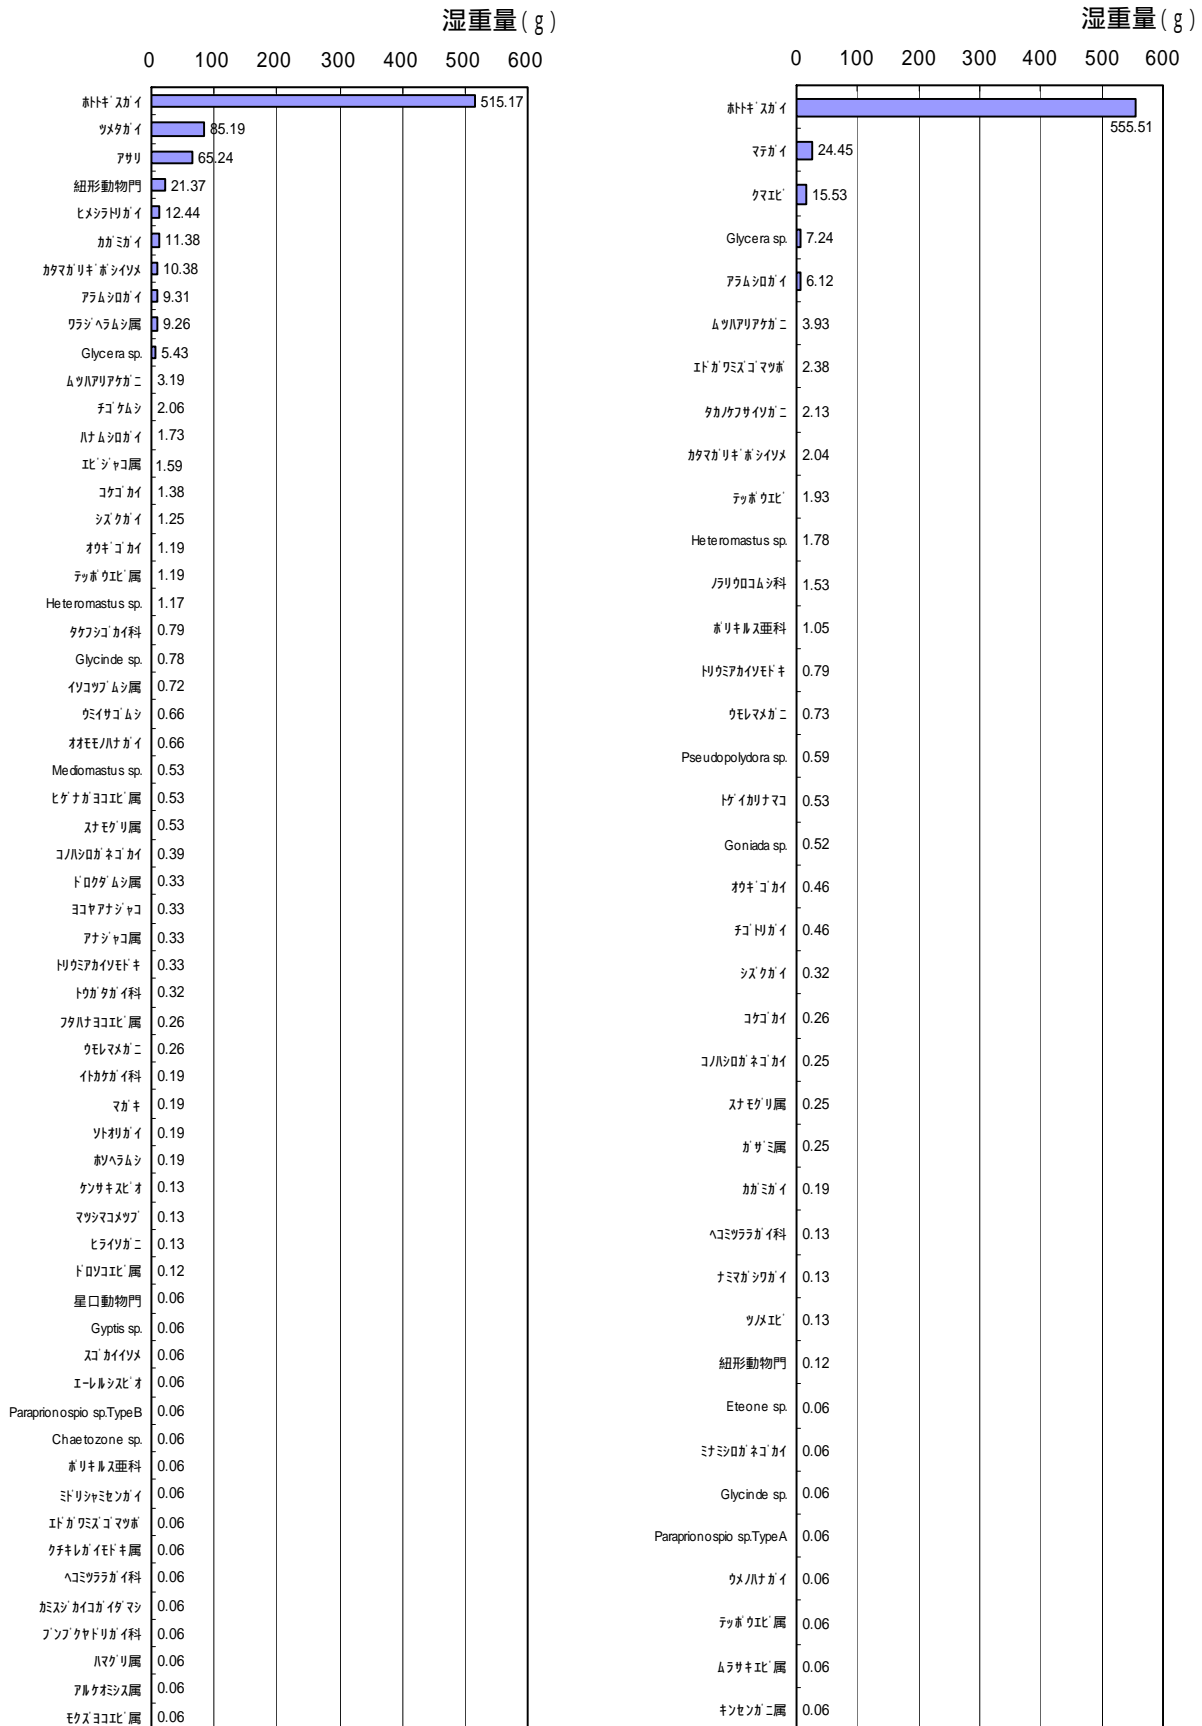 湿重量(g)
0 100 200 300 400 500 600
ﾎﾄﾄｷﾞｽｶﾞｲ 515.17
ﾂﾒﾀｶﾞｲ 85.19
ｱｻﾘ 65.24
紐形動物門 21.37
ﾋﾒｼﾗﾄﾘｶﾞｲ 12.44
ｶｶﾞﾐｶﾞｲ 11.38
ｶﾀﾏｶﾞﾘｷﾞﾎﾞｼｲｿﾒ 10.38
ｱﾗﾑｼﾛｶﾞｲ 9.31
ﾜﾗｼﾞﾍﾗﾑｼ属 9.26
Glycera sp. 5.43
ﾑﾂﾊｱﾘｱｹｶﾞﾆ 3.19
ﾁｺﾞｹﾑｼ 2.06
ﾊﾅﾑｼﾛｶﾞｲ 1.73
ｴﾋﾞｼﾞｬｺ属 1.59
ｺｹｺﾞｶｲ 1.38
ｼｽﾞｸｶﾞｲ 1.25
ｵｳｷﾞｺﾞｶｲ 1.19
ﾃｯﾎﾟｳｴﾋﾞ属 1.19
Heteromastus sp. 1.17
ﾀｹﾌｼｺﾞｶｲ科 0.79
Glycinde sp. 0.78
ｲｿｺﾂﾌﾞﾑｼ属 0.72
ｳﾐｲｻｺﾞﾑｼ 0.66
ｵｵﾓﾓﾉﾊﾅｶﾞｲ 0.66
Mediomastus sp. 0.53
ﾋｹﾞﾅｶﾞﾖｺｴﾋﾞ属 0.53
ｽﾅﾓｸﾞﾘ属 0.53
ｺﾉﾊｼﾛｶﾞﾈｺﾞｶｲ 0.39
ﾄﾞﾛｸﾀﾞﾑｼ属 0.33
ﾖｺﾔｱﾅｼﾞｬｺ 0.33
ｱﾅｼﾞｬｺ属 0.33
ﾄﾘｳﾐｱｶｲｿﾓﾄﾞｷ 0.33
ﾄｳｶﾞﾀｶﾞｲ科 0.32
ﾌﾀﾊﾅﾖｺｴﾋﾞ属 0.26
ｳﾓﾚﾏﾒｶﾞﾆ 0.26
ｲﾄｶｹｶﾞｲ科 0.19
ﾏｶﾞｷ 0.19
ｿﾄｵﾘｶﾞｲ 0.19
ﾎｿﾍﾗﾑｼ 0.19
ｹﾝｻｷｽﾋﾟｵ 0.13
ﾏﾂｼﾏｺﾒﾂﾌﾞ 0.13
ﾋﾗｲｿｶﾞﾆ 0.13
ﾄﾞﾛｿｺｴﾋﾞ属 0.12
星口動物門 0.06
Gyptis sp. 0.06
ｽｺﾞｶｲｲｿﾒ 0.06
ｴｰﾚﾙｼｽﾋﾟｵ 0.06
Paraprionospio sp.TypeB 0.06
Chaetozone sp. 0.06
ﾎﾟﾘｷﾙｽ亜科 0.06
ﾐﾄﾞﾘｼｬﾐｾﾝｶﾞｲ 0.06
ｴﾄﾞｶﾞﾜﾐｽﾞｺﾞﾏﾂﾎﾞ 0.06
ｸﾁｷﾚｶﾞｲﾓﾄﾞｷ属 0.06
ﾍｺﾐﾂﾗﾗｶﾞｲ科 0.06
ｶﾐｽｼﾞｶｲｺｶﾞｲﾀﾞﾏｼ 0.06
ﾌﾞﾝﾌﾞｸﾔﾄﾞﾘｶﾞｲ科 0.06
ﾊﾏｸﾞﾘ属 0.06
ｱﾙｹｵﾐｼｽ属 0.06
ﾓｸｽﾞﾖｺｴﾋﾞ属 0.06
湿重量(g)
0 100 200 300 400 500 600
ﾎﾄﾄｷﾞｽｶﾞｲ 555.51
ﾏﾃｶﾞｲ 24.45
ｸﾏｴﾋﾞ 15.53
Glycera sp. 7.24
ｱﾗﾑｼﾛｶﾞｲ 6.12
ﾑﾂﾊｱﾘｱｹｶﾞﾆ 3.93
ｴﾄﾞｶﾞﾜﾐｽﾞｺﾞﾏﾂﾎﾞ 2.38
ﾀｶﾉｹﾌｻｲｿｶﾞﾆ 2.13
ｶﾀﾏｶﾞﾘｷﾞﾎﾞｼｲｿﾒ 2.04
ﾃｯﾎﾟｳｴﾋﾞ 1.93
Heteromastus sp. 1.78
ﾉﾗﾘｳﾛｺﾑｼ科 1.53
ﾎﾟﾘｷﾙｽ亜科 1.05
ﾄﾘｳﾐｱｶｲｿﾓﾄﾞｷ 0.79
ｳﾓﾚﾏﾒｶﾞﾆ 0.73
Pseudopolydora sp. 0.59
ﾄｹﾞｲｶﾘﾅﾏｺ 0.53
Goniada sp. 0.52
ｵｳｷﾞｺﾞｶｲ 0.46
ﾁｺﾞﾄﾘｶﾞｲ 0.46
ｼｽﾞｸｶﾞｲ 0.32
ｺｹｺﾞｶｲ 0.26
ｺﾉﾊｼﾛｶﾞﾈｺﾞｶｲ 0.25
ｽﾅﾓｸﾞﾘ属 0.25
ｶﾞｻﾞﾐ属 0.25
ｶｶﾞﾐｶﾞｲ 0.19
ﾍｺﾐﾂﾗﾗｶﾞｲ科 0.13
ﾅﾐﾏｶﾞｼﾜｶﾞｲ 0.13
ﾂﾉﾒｴﾋﾞ 0.13
紐形動物門 0.12
Eteone sp. 0.06
ﾐﾅﾐｼﾛｶﾞﾈｺﾞｶｲ 0.06
Glycinde sp. 0.06
Paraprionospio sp.TypeA 0.06
ｳﾒﾉﾊﾅｶﾞｲ 0.06
ﾃｯﾎﾟｳｴﾋﾞ属 0.06
ﾑﾗｻｷｴﾋﾞ属 0.06
ｷﾝｾﾝｶﾞﾆ属 0.06